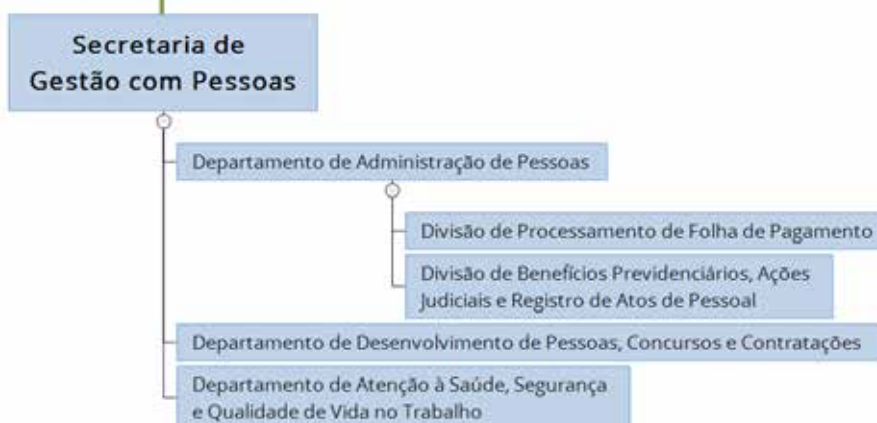 Secretaria de
Gestão com Pessoas
Departamento de Administração de Pessoas
Divisão de Processamento de Folha de Pagamento
Divisão de Benefícios Previdenciários, Ações
Judiciais e Registro de Atos de Pessoal
Departamento de Desenvolvimento de Pessoas, Concursos e Contratações
Departamento de Atenção à Saúde, Segurança
e Qualidade de Vida no Trabalho